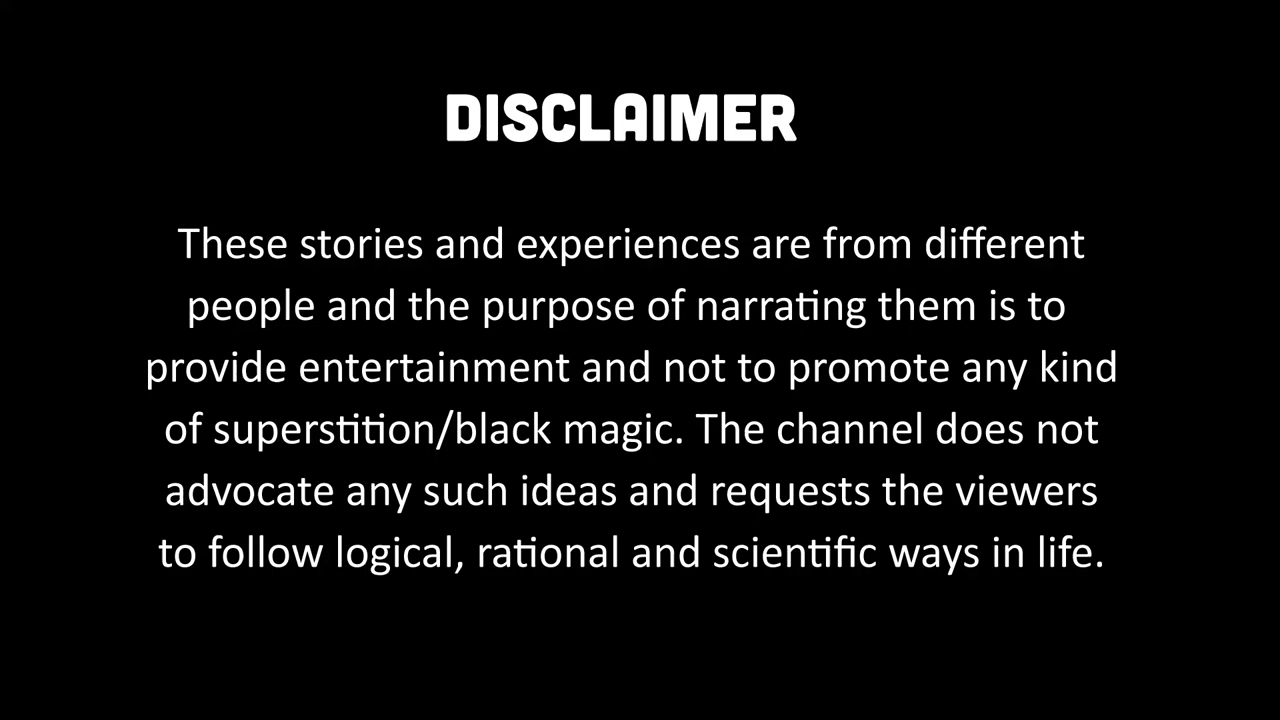 DISCLAIMER
These stories and experiences are from different
people and the purpose of narrating them is to
provide entertainment and not to promote any kind
of superstition/black magic. The channel does not
advocate any such ideas and requests the viewers
to follow logical, rational and scientific ways in life.